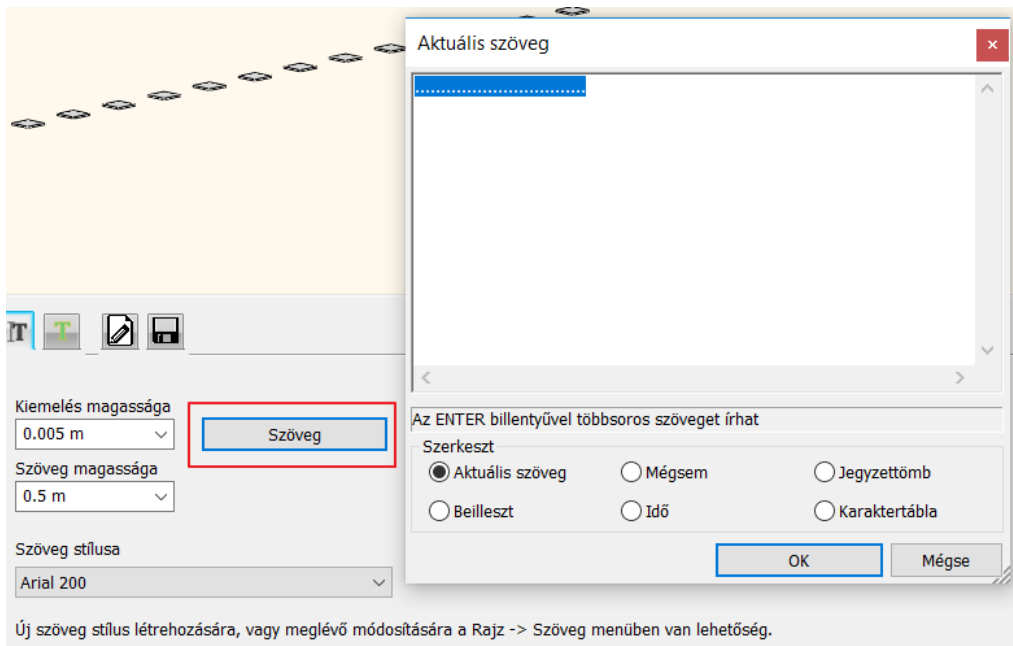 Aktuális szöveg
.................................
T
T
Kiemelés magassága
0.005 m
Szöveg
Szöveg magassága
0.5 m
Szöveg stílusa
Arial 200
Az ENTER billentyűvel többsoros szöveget írhat
Szerkeszt
Aktuális szöveg
Mégsem
Jegyzettömb
Beilleszt
Idő
Karaktertábla
OK
Mégse
Új szöveg stílus létrehozására, vagy meglévő módosítására a Rajz -> Szöveg menüben van lehetőség.